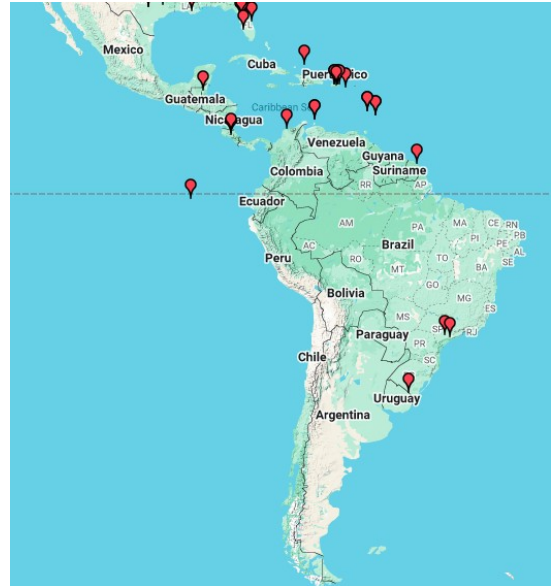 LA
FL
Mexico
Cuba
Puerto Rico
Guatemala
Caribbean S
Nicaragua
Venezuela
Guyana
Suriname
Colombia
RR
AP
Ecuador
AM
PA
MA
CE
RN
PB
PI
PE
AL
SE
AC
Brazil
TO
RO
MT
BA
Peru
GO
Bolivia
MG
ES
MS
SP
RJ
Paraguay
PR
SC
Chile
Uruguay
Argentina